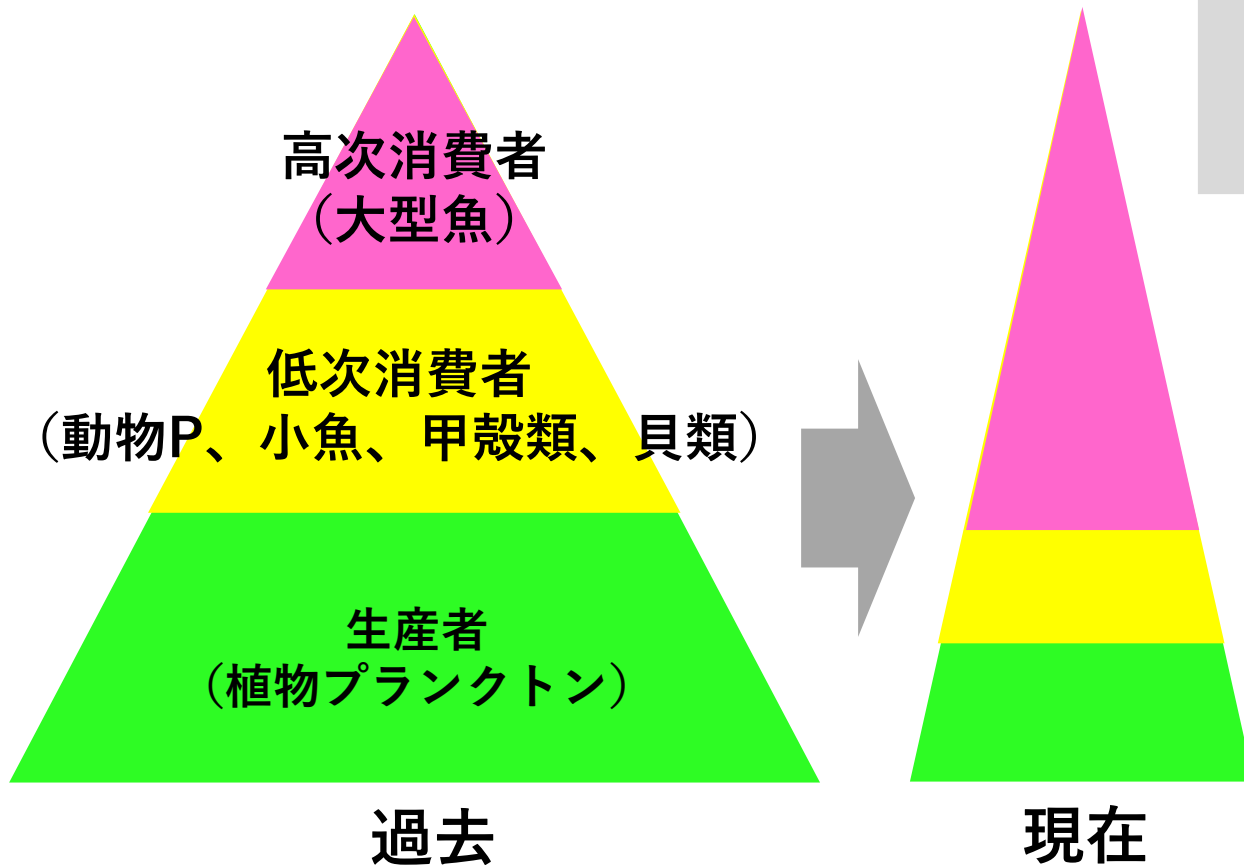 高次消費者
（大型魚）
低次消費者
（動物P、小魚、甲殻類、貝類）
生産者
（植物プランクトン）
過去
現在